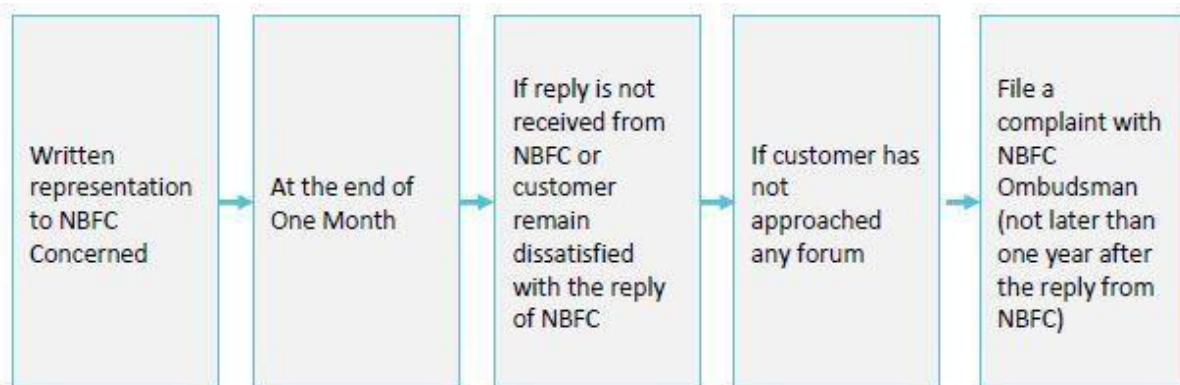 Written
representation
to NBFC
Concerned
At the end of
One Month
If reply is not
received from
NBFC or
customer
remain
dissatisfied
with the reply
of NBFC
If customer has
not
approached
any forum
File a
complaint with
NBFC
Ombudsman
(not later than
one year after
the reply from
NBFC)